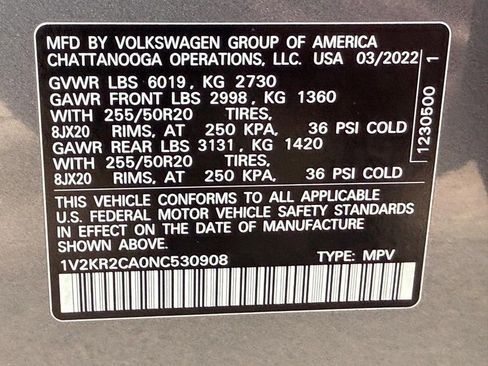 MFD BY VOLKSWAGEN GROUP OF AMERICA
CHATTANOOGA OPERATIONS, LLC. USA 03/2022
GVWR LBS 6019, KG 2730
GAWR FRONT LBS 2998, KG 1360
WITH 255/50R20 TIRES,
8JX20 RIMS, AT 250 KPA, 36 PSI COLD
GAWR REAR LBS 3131, KG 1420
WITH 255/50R20 TIRES,
8JX20 RIMS, AT 250 KPA, 36 PSI COLD
THIS VEHICLE CONFORMS TO ALL APPLICABLE
U.S. FEDERAL MOTOR VEHICLE SAFETY STANDARDS
IN EFFECT ON THE DATE OF MANUFACTURE
SHOWN ABOVE.
1V2KR2CA0NC530908 TYPE: MPV
1230500 1